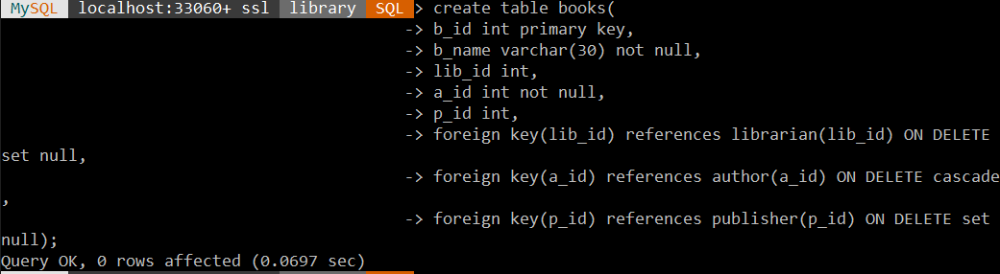 MySQL localhost:33060+ ssl library SQL > create table books(
-> b_id int primary key,
-> b_name varchar(30) not null,
-> lib_id int,
-> a_id int not null,
-> p_id int,
-> foreign key(lib_id) references librarian(lib_id) ON DELETE
set null,
-> foreign key(a_id) references author(a_id) ON DELETE cascade
,
-> foreign key(p_id) references publisher(p_id) ON DELETE set
null);
Query OK, 0 rows affected (0.0697 sec)